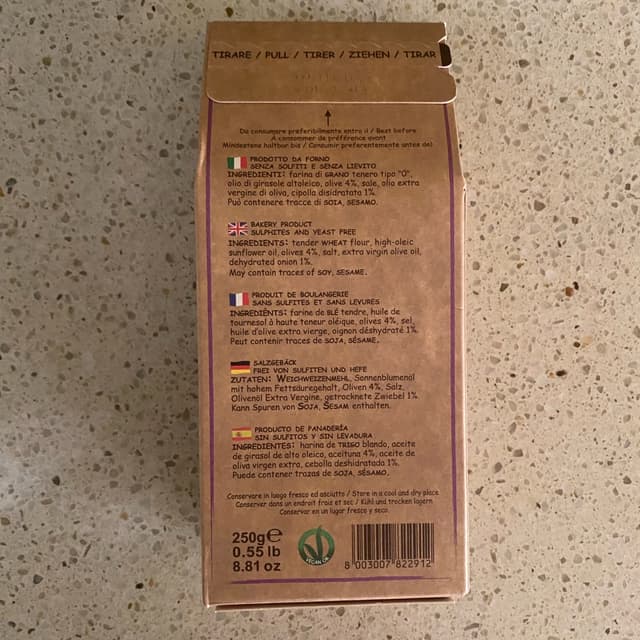 TIRARE / PULL / TIRER / ZIEHEN / TIRAR
Da consumare preferibilmente entro il / Best before
A consommer de préférence avant
Mindestens haltbar bis / Consumir preferentemente antes del
PRODOTTO DA FORNO
SENZA SOLFITI E SENZA LIEVITO
INGREDIENTI: farina di GRANO tenero tipo "0",
olio di girasole altoleico, olive 4%, sale, olio extra
vergine di oliva, cipolla disidratata 1%.
Può contenere tracce di SOIA, SESAMO.
BAKERY PRODUCT
SULPHITES AND YEAST FREE
INGREDIENTS: tender WHEAT flour, high-oleic
sunflower oil, olives 4%, salt, extra virgin olive oil,
dehydrated onion 1%.
May contain traces of SOY, SESAME.
PRODUIT DE BOULANGERIE
SANS SULFITES ET SANS LEVURES
INGREDIËNTS: farine de BLÉ tendre, huile de
tournesol à haute teneur oléique, olives 4%, sel,
huile d'olive extra vierge, oignon déshydraté 1%.
Peut contenir traces de SOJA, SÉSAME.
SALZGEBÄCK
FREI VON SULFITEN UND HEFE
ZUTATEN: WEICHWEIZENMEHL, Sonnenblumenöl
mit hohem Fettsäuregehalt, Oliven 4%, Salz,
Olivenöl Extra Vergine, getrocknete Zwiebel 1%.
Kann Spuren von SOJA, SESAM enthalten.
PRODUCTO DE PANADERÍA
SIN SULFITOS Y SIN LEVADURA
INGREDIENTES: harina de TRIGO blando, aceite
de girasol de alto oleico, aceituna 4%, aceite de
oliva virgen extra, cebolla deshidratada 1%.
Puede contener trazas de SOJA, SÉSAMO.
Conservare in luogo fresco ed asciutto / Store in a cool and dry place
Conserver dans un endroit frais et sec / Kühl und trocken lagern
Conservar en un lugar fresco y seco.
250g e
0.55 lb
8.81 oz
VEGAN OK
8 003007 822912